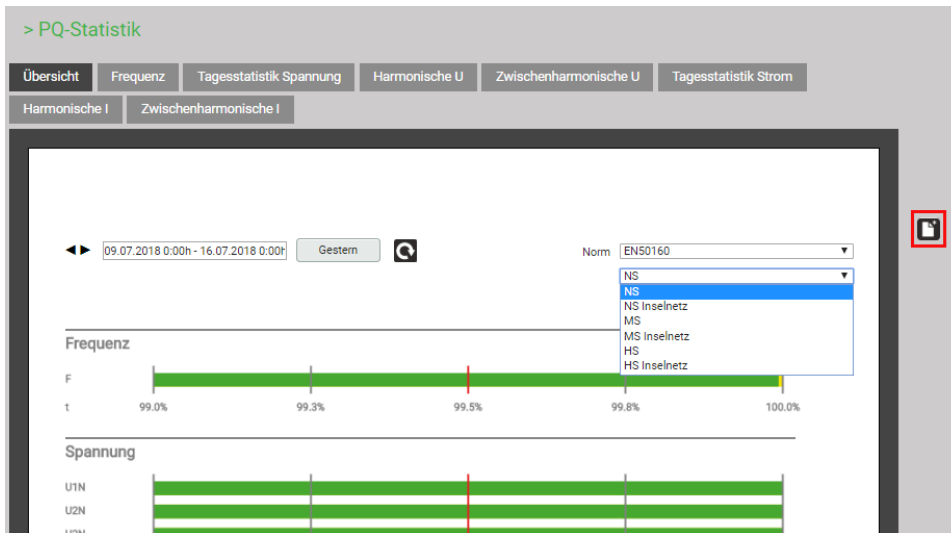 > PQ-Statistik
Übersicht Frequenz Tagesstatistik Spannung Harmonische U Zwischenharmonische U Tagesstatistik Strom
Harmonische I Zwischenharmonische I
09.07.2018 0:00h - 16.07.2018 0:00h Gestern Norm EN50160
NS
NS
NS Inselnetz
MS
MS Inselnetz
HS
HS Inselnetz
Frequenz
F
t 99.0% 99.3% 99.5% 99.8% 100.0%
Spannung
U1N
U2N
U3N